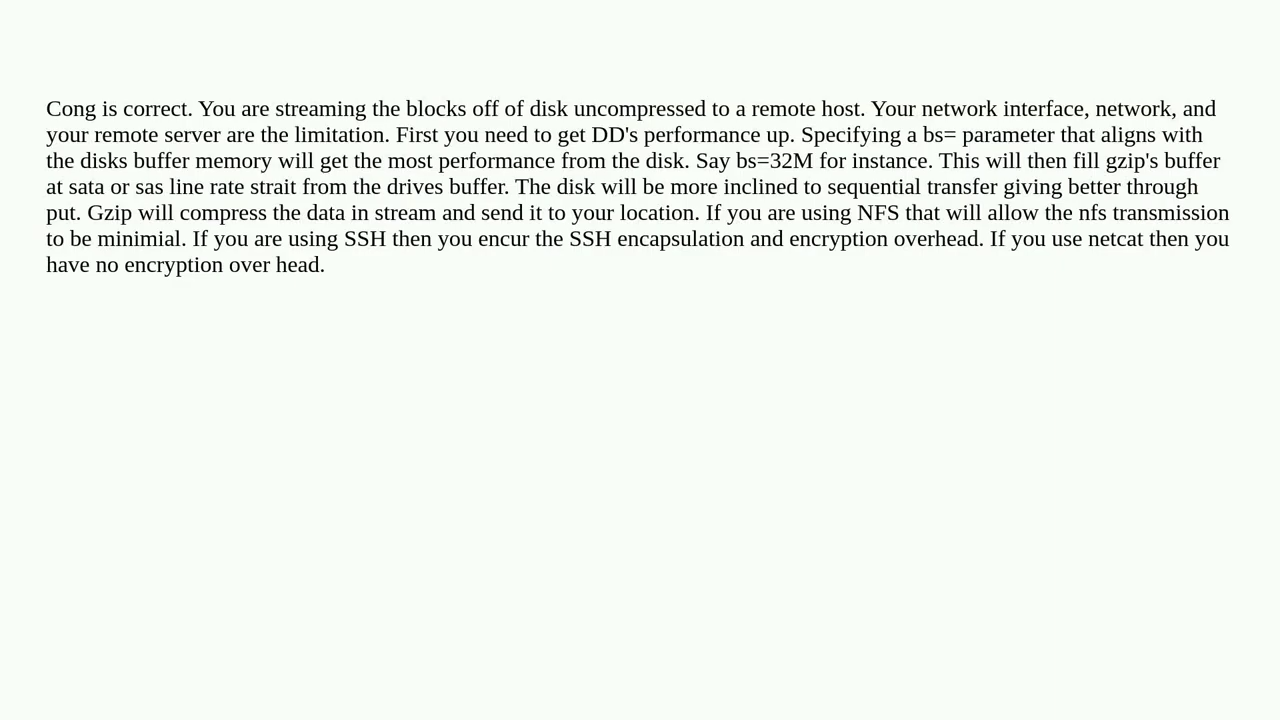 Cong is correct. You are streaming the blocks off of disk uncompressed to a remote host. Your network interface, network, and
your remote server are the limitation. First you need to get DD's performance up. Specifying a bs= parameter that aligns with
the disks buffer memory will get the most performance from the disk. Say bs=32M for instance. This will then fill gzip's buffer
at sata or sas line rate strait from the drives buffer. The disk will be more inclined to sequential transfer giving better through
put. Gzip will compress the data in stream and send it to your location. If you are using NFS that will allow the nfs transmission
to be minimial. If you are using SSH then you encur the SSH encapsulation and encryption overhead. If you use netcat then you
have no encryption over head.